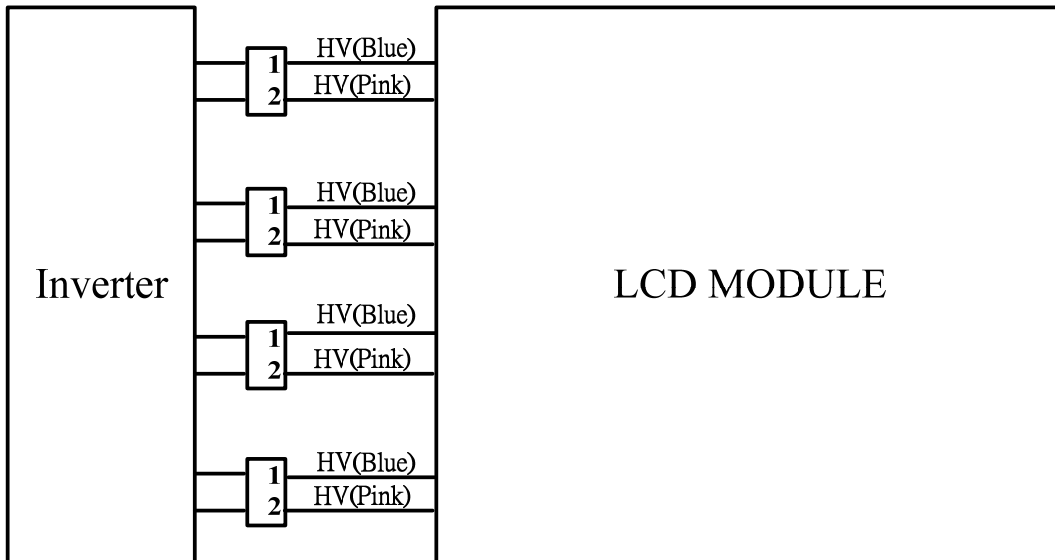 HV(Blue)
1
HV(Pink)
2
HV(Blue)
1
HV(Pink)
2
Inverter
LCD MODULE
HV(Blue)
1
HV(Pink)
2
HV(Blue)
1
HV(Pink)
2